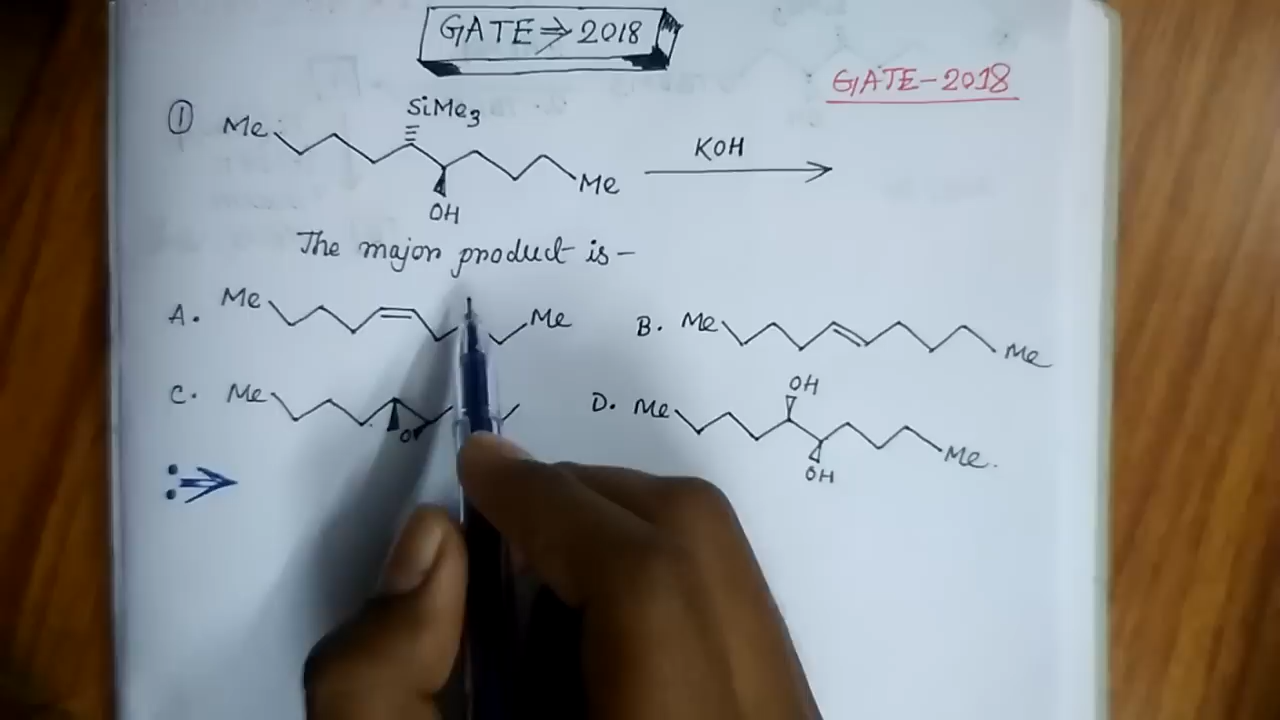 GATE ⇒ 2018
GATE-2018
① Me SiMe3 OH Me KOH
The major product is -
A. Me Me
B. Me Me
C. Me O
D. Me OH OH Me.